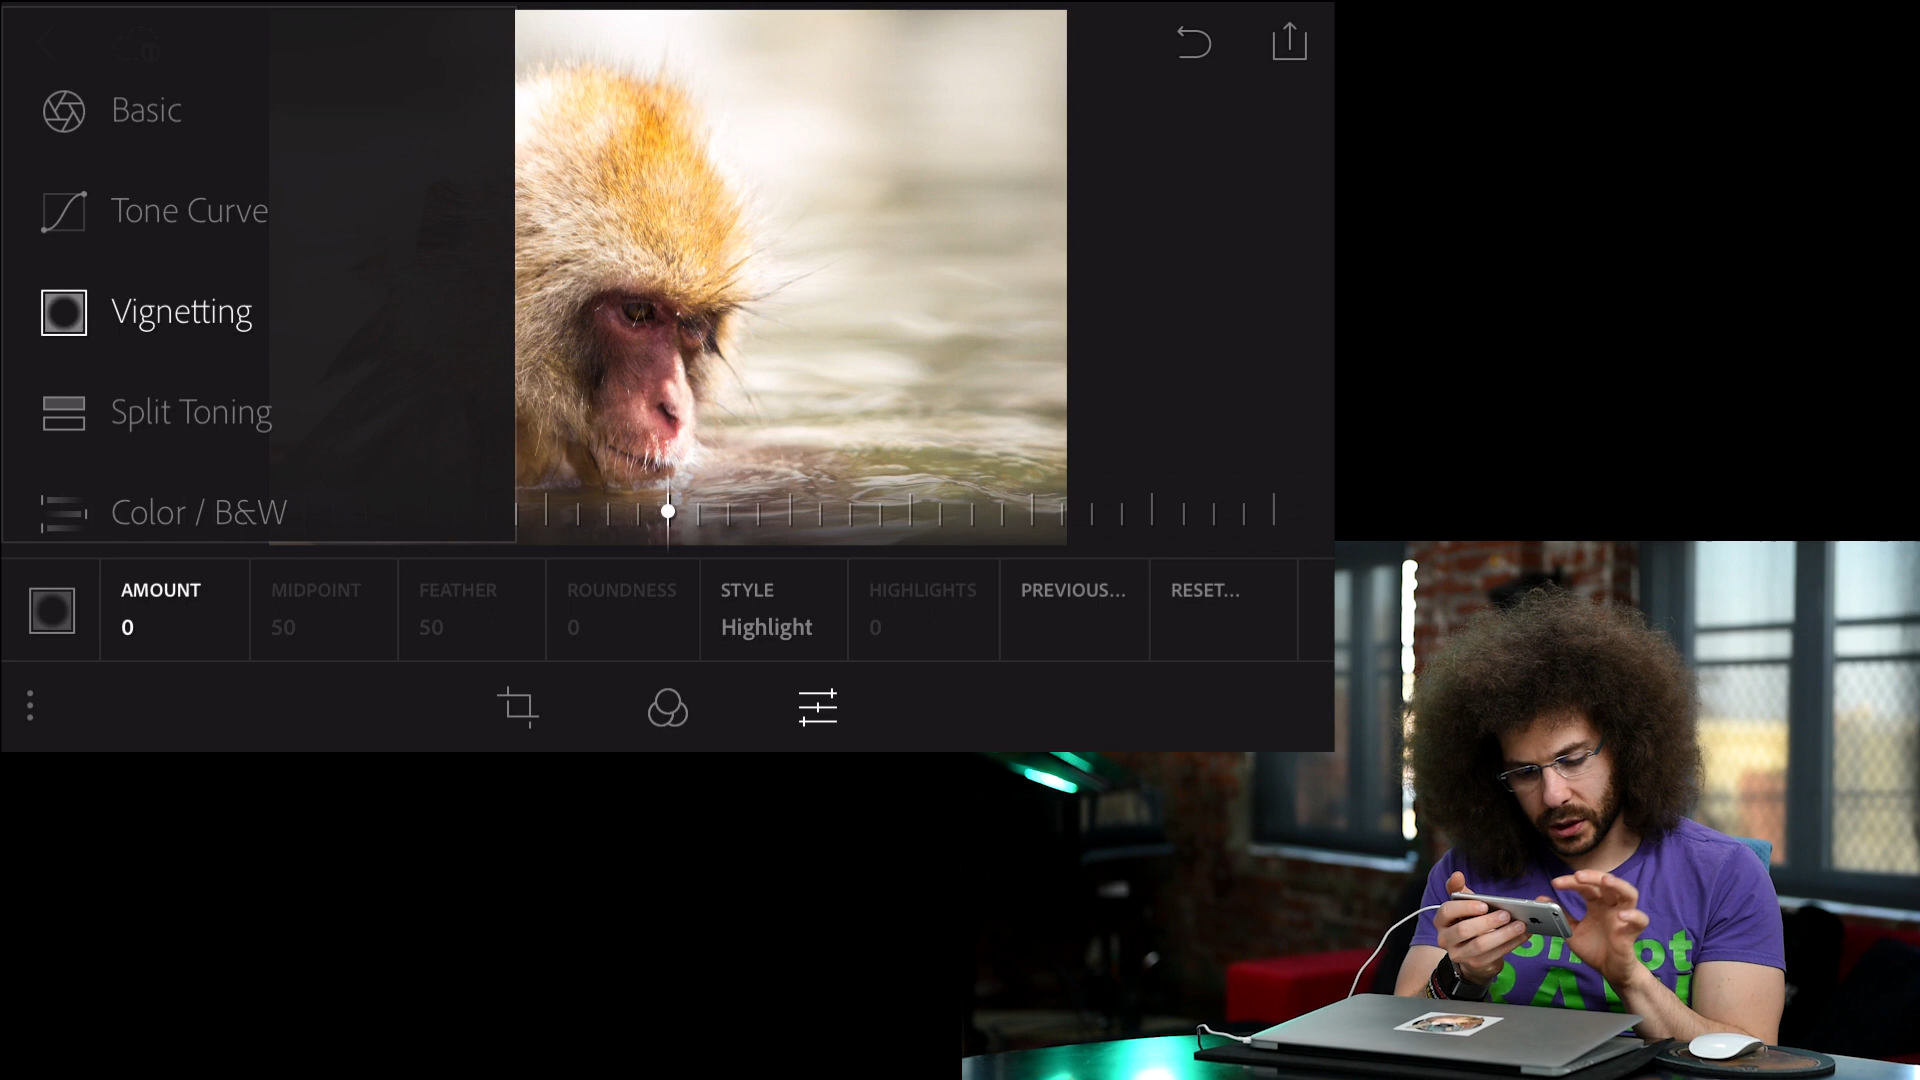 Basic
Tone Curve
Vignetting
Split Toning
Color / B&W
AMOUNT
0
MIDPOINT
50
FEATHER
50
ROUNDNESS
0
STYLE
Highlight
HIGHLIGHTS
0
PREVIOUS...
RESET...